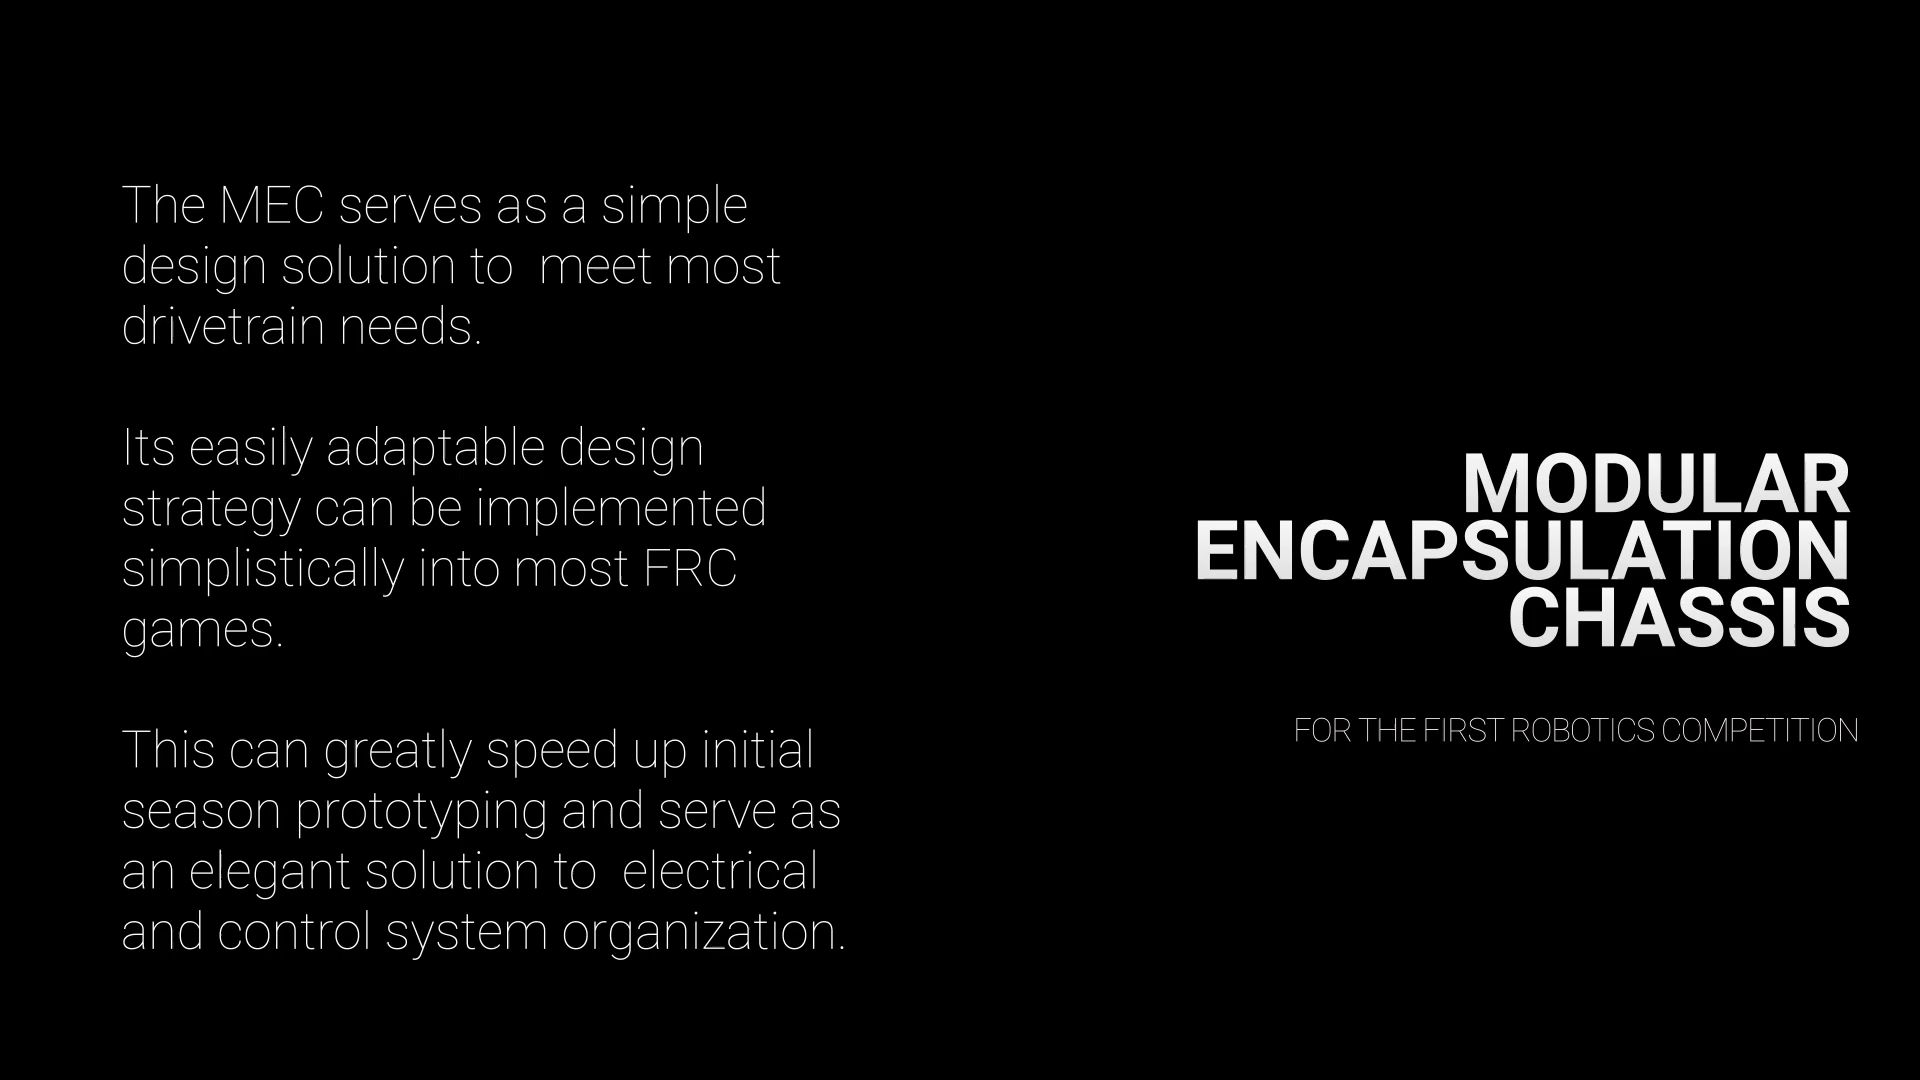 The MEC serves as a simple
design solution to  meet most
drivetrain needs.
Its easily adaptable design
strategy can be implemented
simplistically into most FRC
games.
This can greatly speed up initial
season prototyping and serve as
an elegant solution to  electrical
and control system organization.
MODULAR
ENCAPSULATION
CHASSIS
FOR THE FIRST ROBOTICS COMPETITION